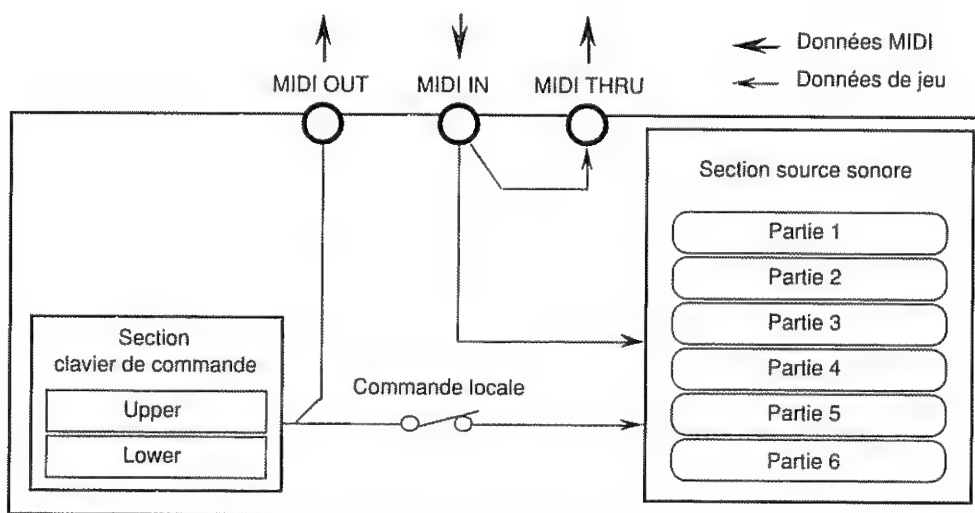 MIDI OUT
MIDI IN
MIDI THRU
Données MIDI
Données de jeu
Section source sonore
Partie 1
Partie 2
Partie 3
Partie 4
Partie 5
Partie 6
Section
clavier de commande
Upper
Lower
Commande locale